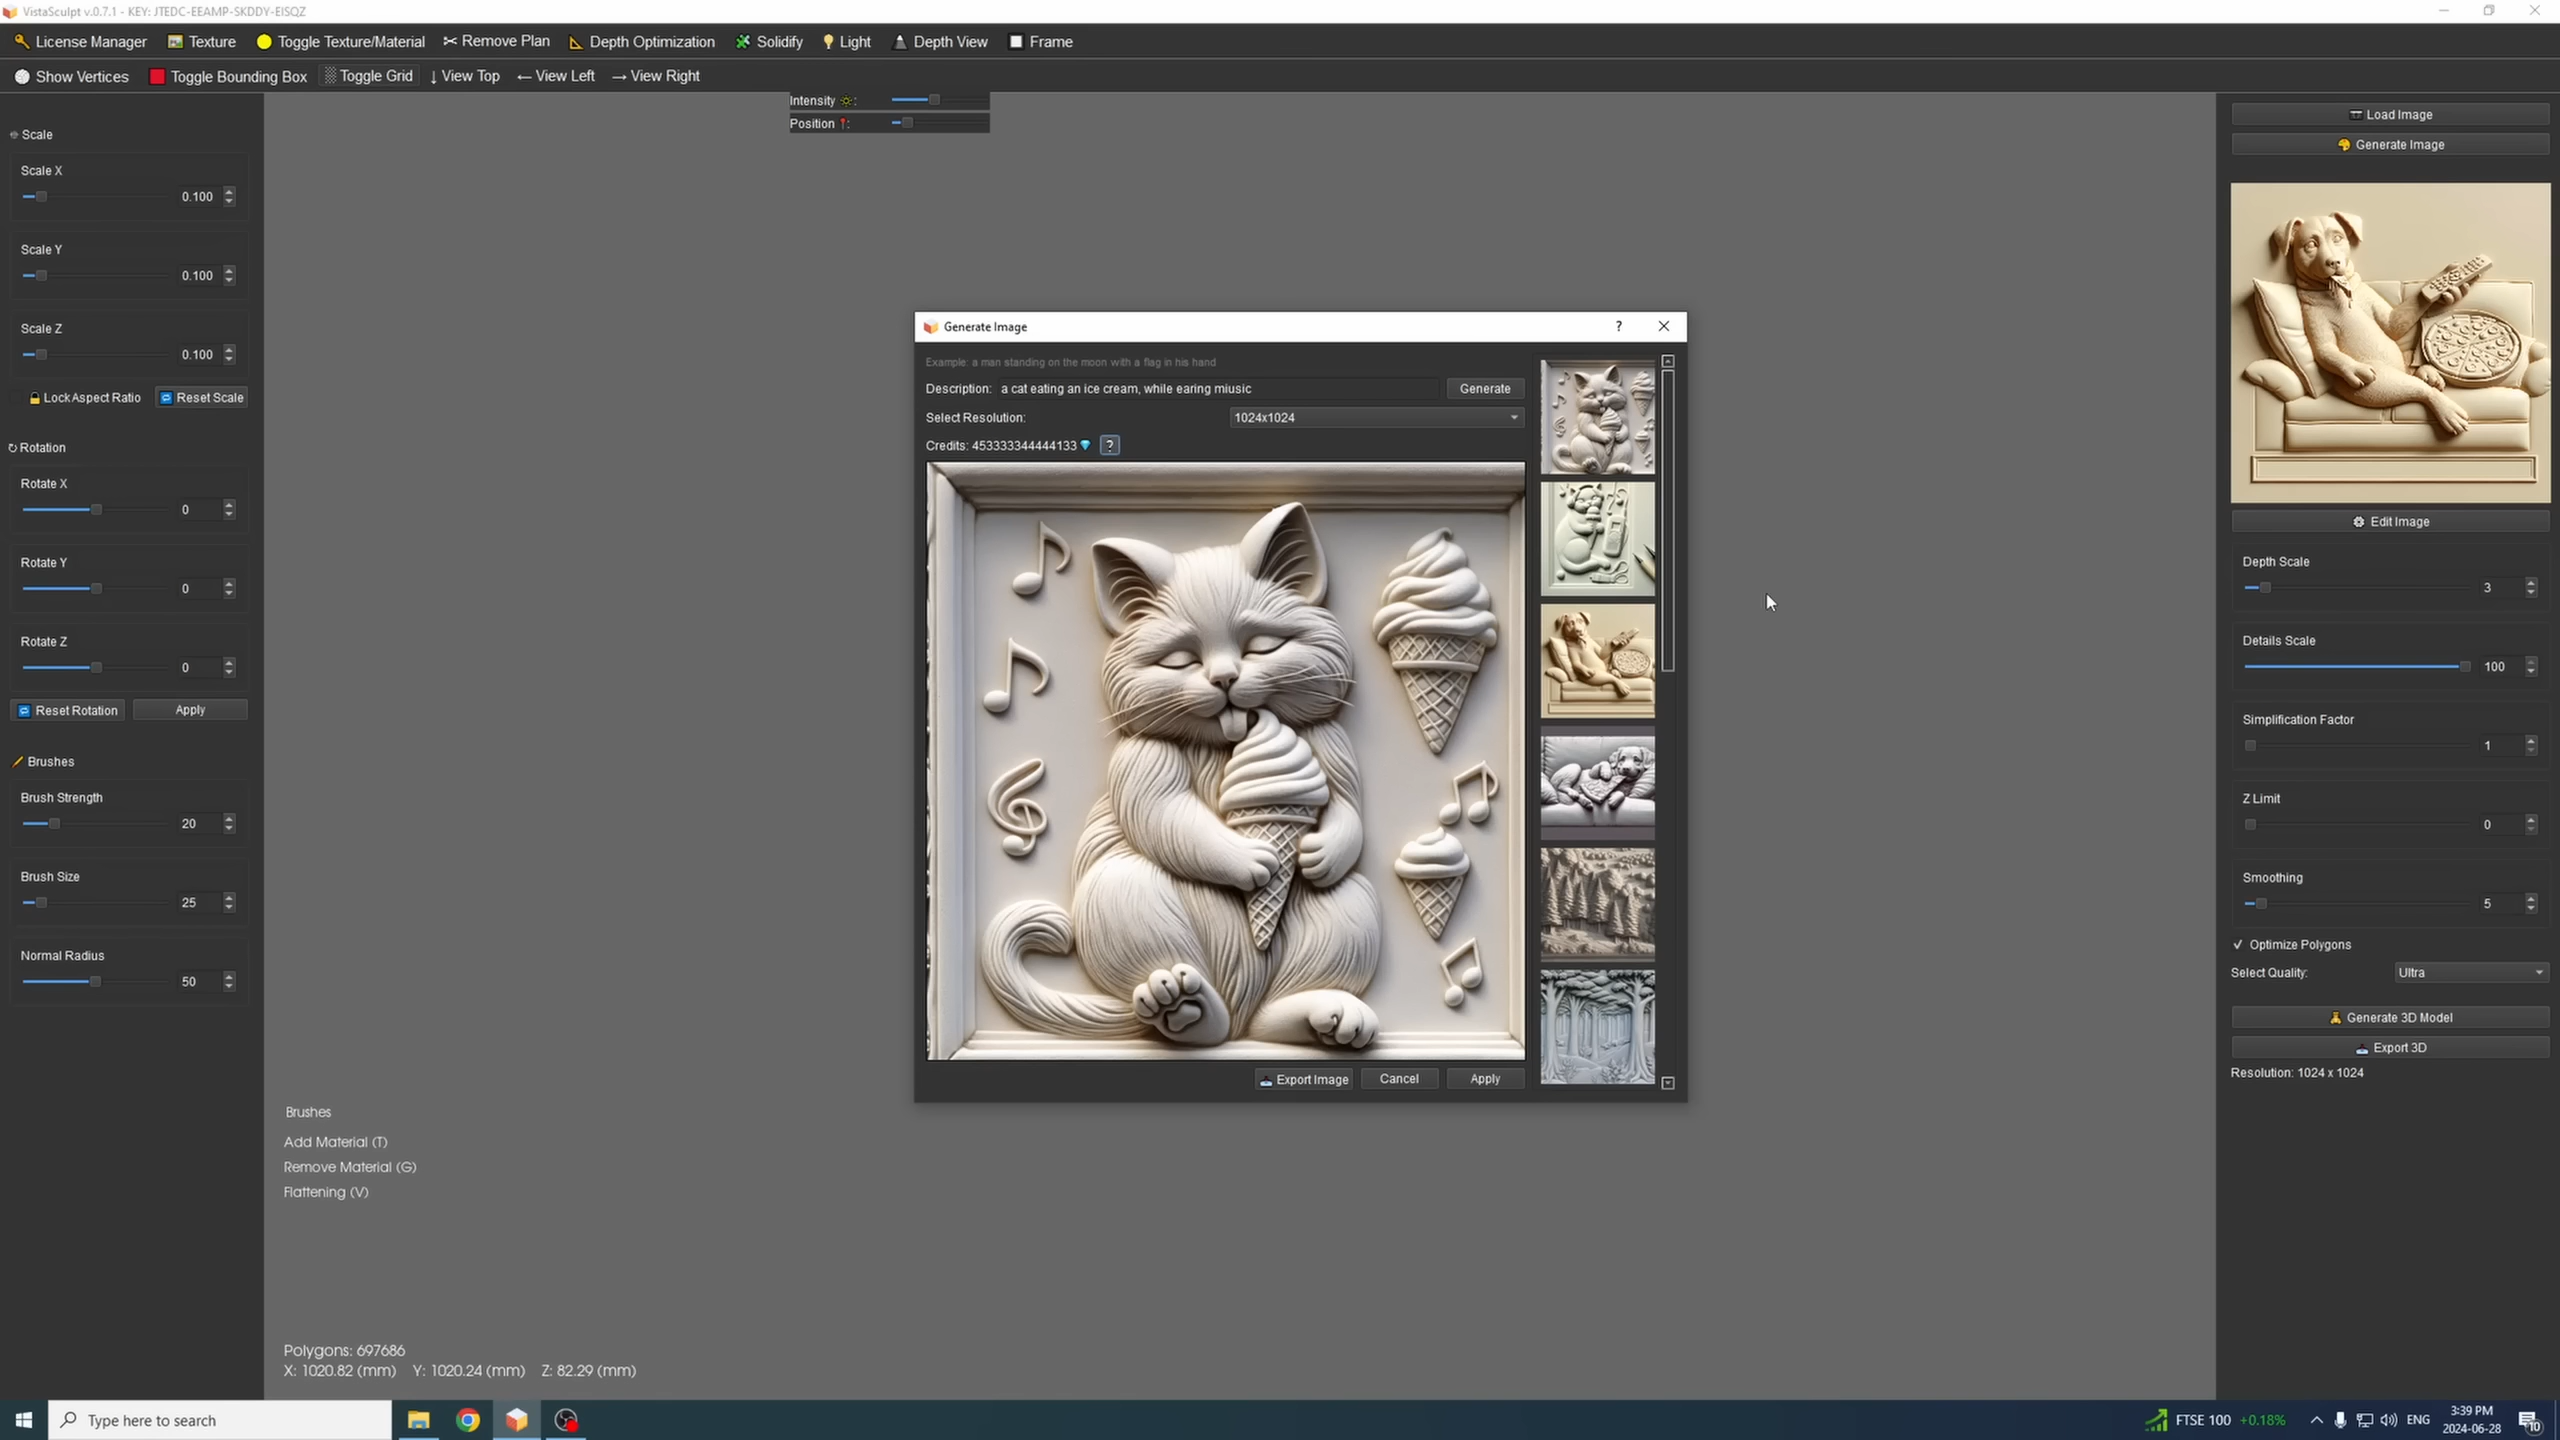 VistaSculpt v.0.7.1 - KEY: JTEDC-EEAMP-SKDDY-EISQZ
License Manager Texture Toggle Texture/Material Remove Plan Depth Optimization Solidify Light Depth View Frame
Show Vertices Toggle Bounding Box Toggle Grid ↓ View Top ← View Left → View Right
Intensity :
Position :
Scale
Scale X
0.100
Scale Y
0.100
Scale Z
0.100
Lock Aspect Ratio Reset Scale
Rotation
Rotate X
0
Rotate Y
0
Rotate Z
0
Reset Rotation Apply
Brushes
Brush Strength
20
Brush Size
25
Normal Radius
50
Generate Image ?
Example: a man standing on the moon with a flag in his hand
Description: a cat eating an ice cream, while earing miusic Generate
Select Resolution: 1024x1024
Credits: 453333344444133 ?
Export Image Cancel Apply
Load Image
Generate Image
Edit Image
Depth Scale
3
Details Scale
100
Simplification Factor
1
Z Limit
0
Smoothing
5
✓ Optimize Polygons
Select Quality: Ultra
Generate 3D Model
Export 3D
Resolution: 1024 x 1024
Brushes
Add Material (T)
Remove Material (G)
Flattening (V)
Polygons: 697686
X: 1020.82 (mm) Y: 1020.24 (mm) Z: 82.29 (mm)
Type here to search
FTSE 100 +0.18%
ENG
3:39 PM
2024-06-28
10